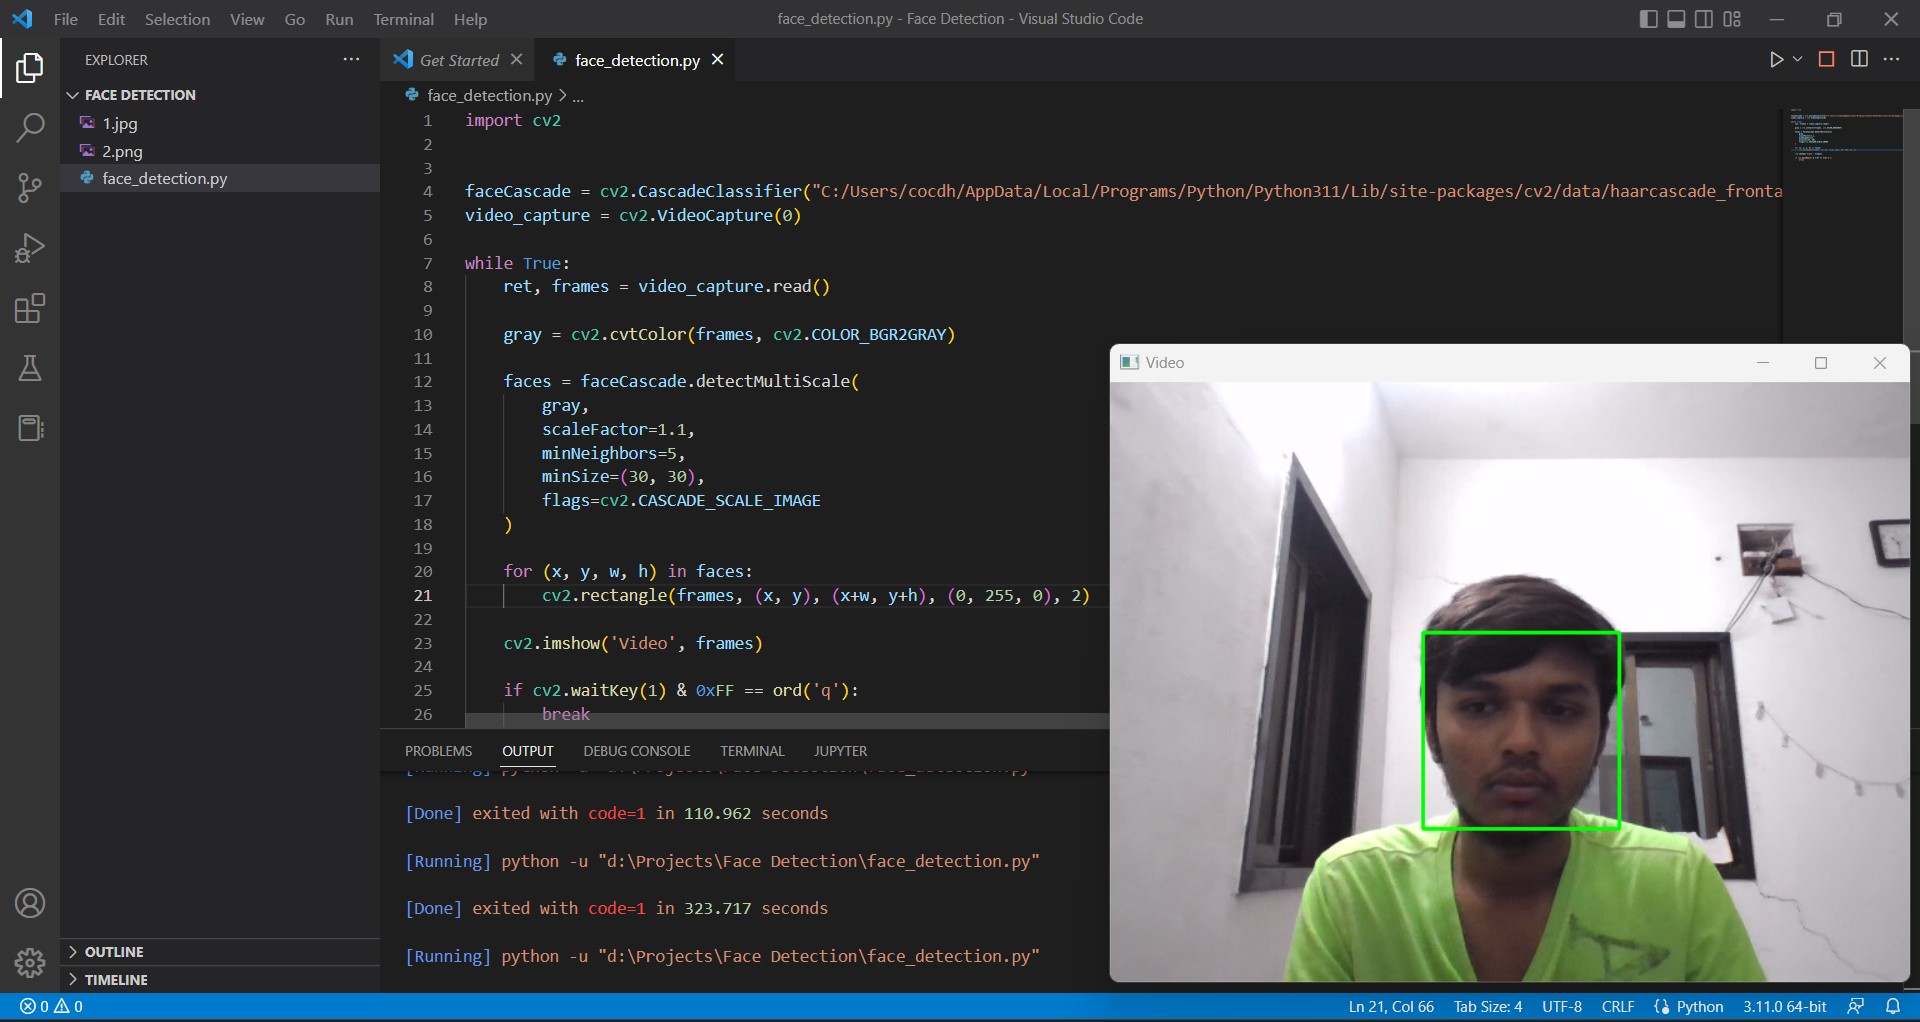 File Edit Selection View Go Run Terminal Help
face_detection.py - Face Detection - Visual Studio Code
EXPLORER
FACE DETECTION
1.jpg
2.png
face_detection.py
OUTLINE
TIMELINE
Get Started
face_detection.py
face_detection.py > ...
1 import cv2
2
3
4 faceCascade = cv2.CascadeClassifier("C:/Users/cocdh/AppData/Local/Programs/Python/Python311/Lib/site-packages/cv2/data/haarcascade_fronta
5 video_capture = cv2.VideoCapture(0)
6
7 while True:
8 ret, frames = video_capture.read()
9
10 gray = cv2.cvtColor(frames, cv2.COLOR_BGR2GRAY)
11
12 faces = faceCascade.detectMultiScale(
13 gray,
14 scaleFactor=1.1,
15 minNeighbors=5,
16 minSize=(30, 30),
17 flags=cv2.CASCADE_SCALE_IMAGE
18 )
19
20 for (x, y, w, h) in faces:
21 cv2.rectangle(frames, (x, y), (x+w, y+h), (0, 255, 0), 2)
22
23 cv2.imshow('Video', frames)
24
25 if cv2.waitKey(1) & 0xFF == ord('q'):
26 break
Video
PROBLEMS OUTPUT DEBUG CONSOLE TERMINAL JUPYTER
[Running] python -u "d:\Projects\Face Detection\face_detection.py"
[Done] exited with code=1 in 110.962 seconds
[Running] python -u "d:\Projects\Face Detection\face_detection.py"
[Done] exited with code=1 in 323.717 seconds
[Running] python -u "d:\Projects\Face Detection\face_detection.py"
0 0
Ln 21, Col 66 Tab Size: 4 UTF-8 CRLF Python 3.11.0 64-bit